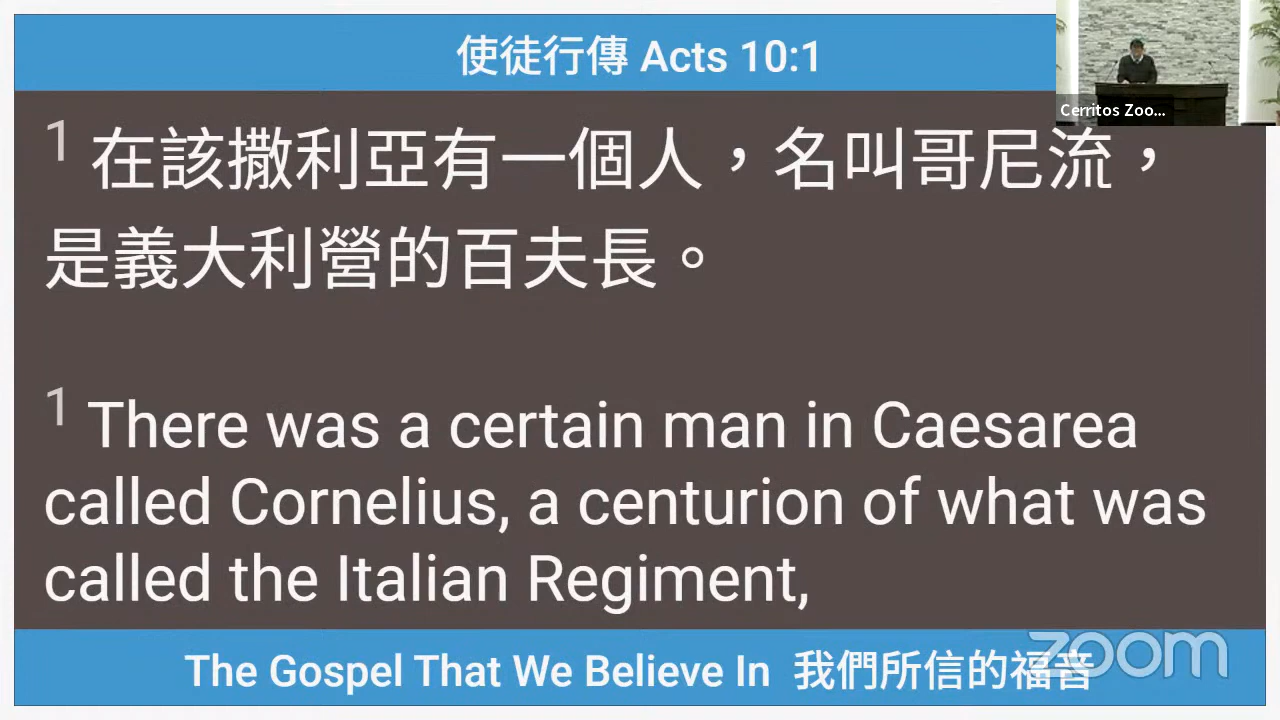 使徒行傳 Acts 10:1
Cerritos Zoo...
1 在該撒利亞有一個人，名叫哥尼流，
是義大利營的百夫長。
1 There was a certain man in Caesarea
called Cornelius, a centurion of what was
called the Italian Regiment,
The Gospel That We Believe In 我們所信的福音
zoom